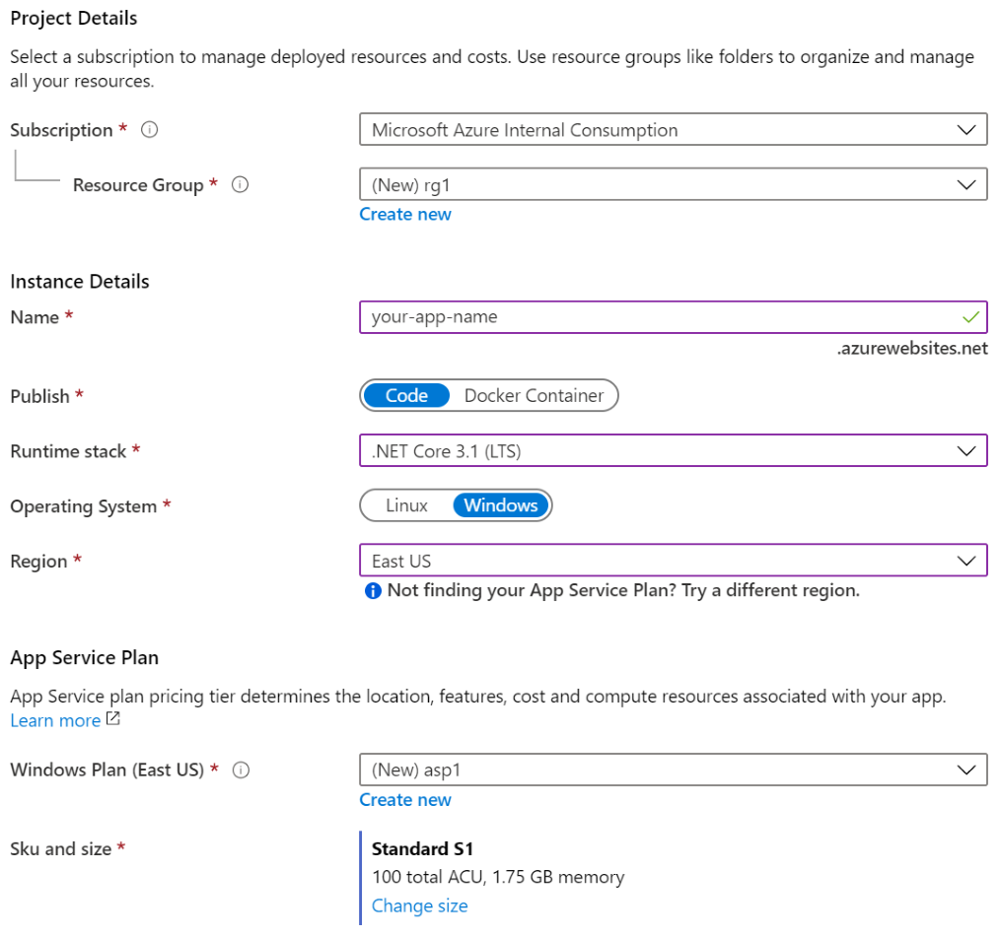 Project Details
Select a subscription to manage deployed resources and costs. Use resource groups like folders to organize and manage
all your resources.
Subscription *
Microsoft Azure Internal Consumption
Resource Group *
(New) rg1
Create new
Instance Details
Name *
your-app-name
.azurewebsites.net
Publish *
Code Docker Container
Runtime stack *
.NET Core 3.1 (LTS)
Operating System *
Linux Windows
Region *
East US
Not finding your App Service Plan? Try a different region.
App Service Plan
App Service plan pricing tier determines the location, features, cost and compute resources associated with your app.
Learn more
Windows Plan (East US) *
(New) asp1
Create new
Sku and size *
Standard S1
100 total ACU, 1.75 GB memory
Change size